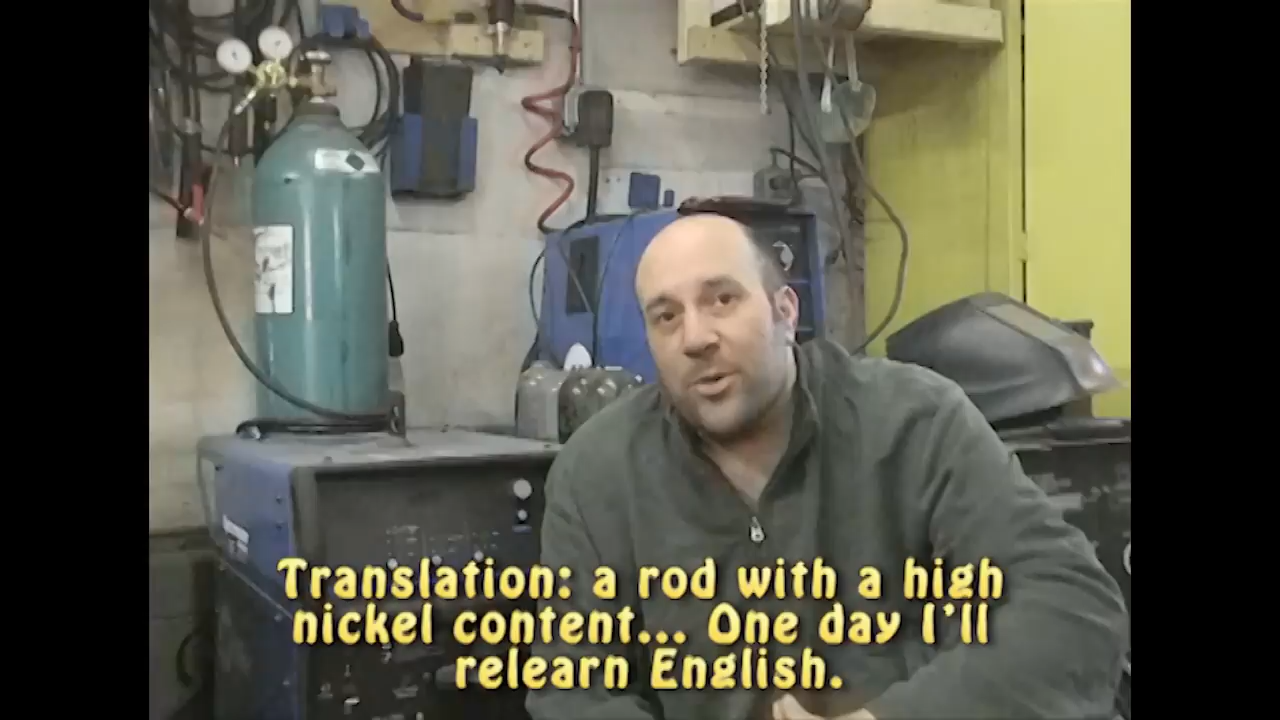 Translation: a rod with a high
nickel content... One day I'll
relearn English.